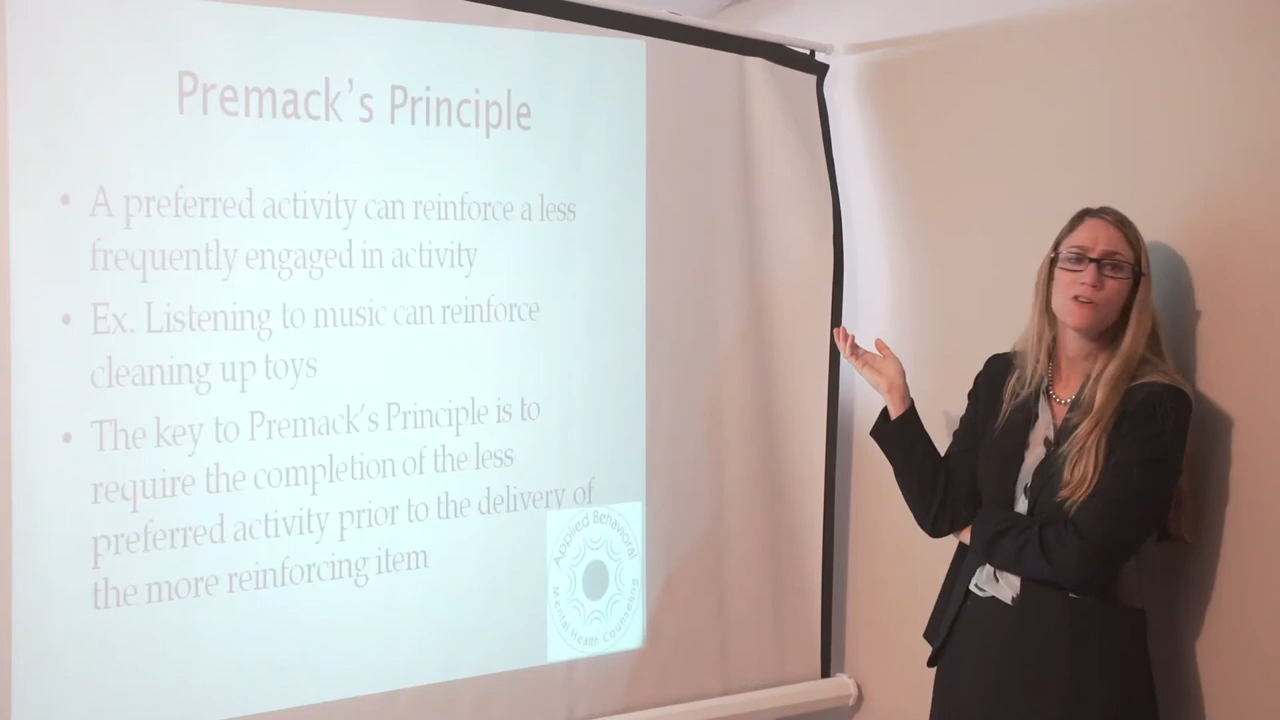 Premack's Principle
• A preferred activity can reinforce a less
frequently engaged in activity
• Ex. Listening to music can reinforce
cleaning up toys
• The key to Premack's Principle is to
require the completion of the less
preferred activity prior to the delivery of
the more reinforcing item
Applied Behavioral
Mental Health Counseling